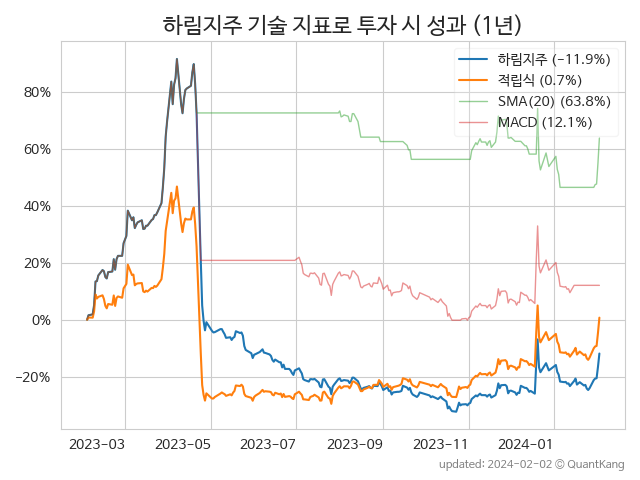 하림지주 기술 지표로 투자 시 성과 (1년)
하림지주 (-11.9%)
적립식 (0.7%)
SMA(20) (63.8%)
MACD (12.1%)
80%
60%
40%
20%
0%
−20%
2023-03
2023-05
2023-07
2023-09
2023-11
2024-01
updated: 2024-02-02 © QuantKang